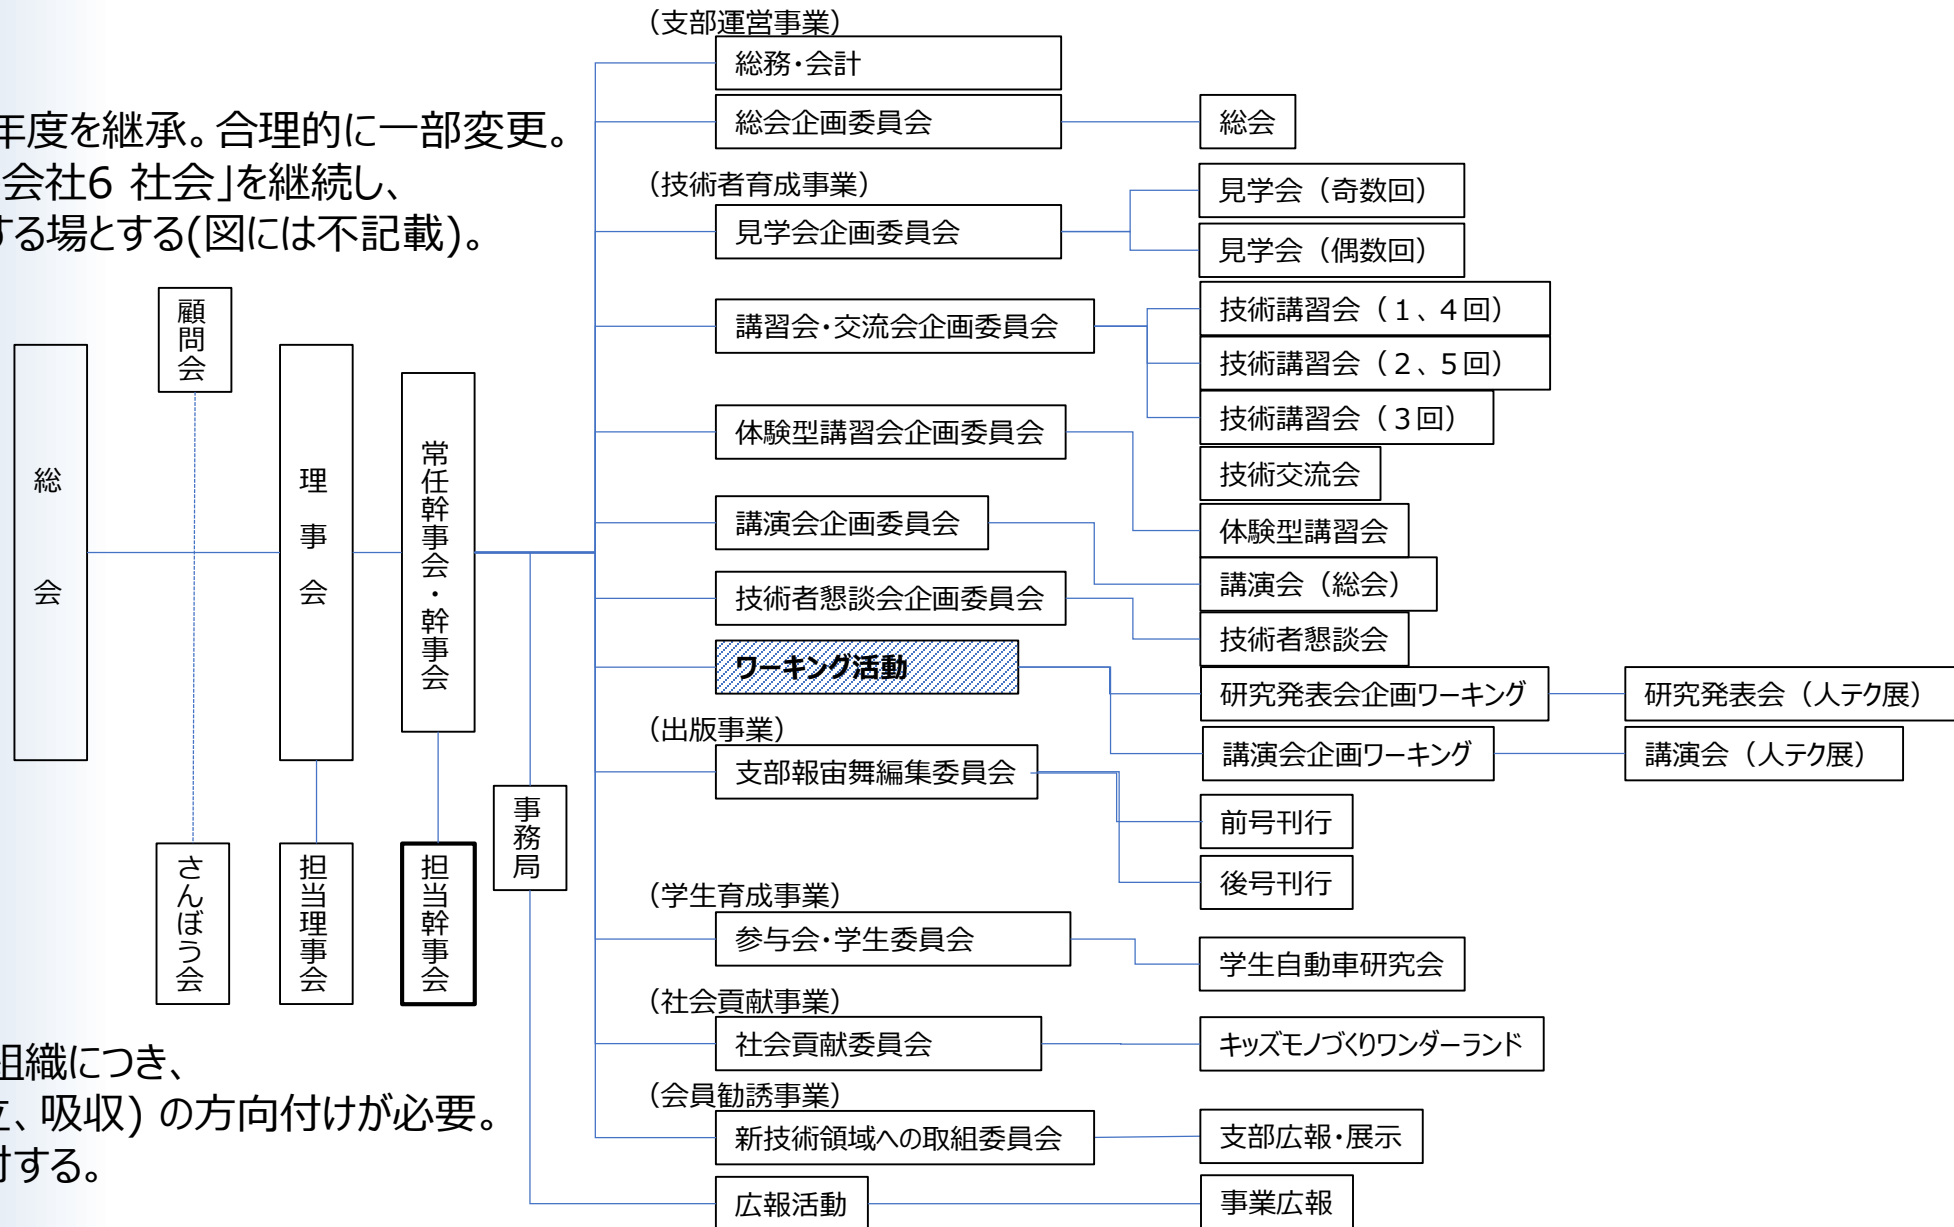 年度を継承。合理的に一部変更。
会社6 社会」を継続し、
する場とする(図には不記載)。
顧問会
総会
理事会
常任幹事会・幹事会
さんぼう会
担当理事会
担当幹事会
事務局
組織につき、
立、吸収) の方向付けが必要。
討する。
（支部運営事業）
総務・会計
総会企画委員会
総会
（技術者育成事業）
見学会企画委員会
見学会（奇数回）
見学会（偶数回）
講習会・交流会企画委員会
技術講習会（１、４回）
技術講習会（２、５回）
技術講習会（３回）
体験型講習会企画委員会
技術交流会
体験型講習会
講演会企画委員会
講演会（総会）
技術者懇談会企画委員会
技術者懇談会
ワーキング活動
研究発表会企画ワーキング
研究発表会（人テク展）
講演会企画ワーキング
講演会（人テク展）
（出版事業）
支部報宙舞編集委員会
前号刊行
後号刊行
（学生育成事業）
参与会・学生委員会
学生自動車研究会
（社会貢献事業）
社会貢献委員会
キッズモノづくりワンダーランド
（会員勧誘事業）
新技術領域への取組委員会
支部広報・展示
広報活動
事業広報